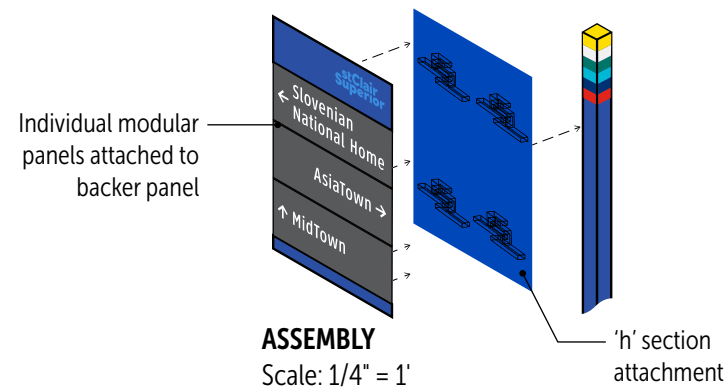 stClair
Superior
← Slovenian
National Home
AsiaTown →
↑ MidTown
Individual modular
panels attached to
backer panel
ASSEMBLY
Scale: 1/4" = 1'
‘h’ section
attachment